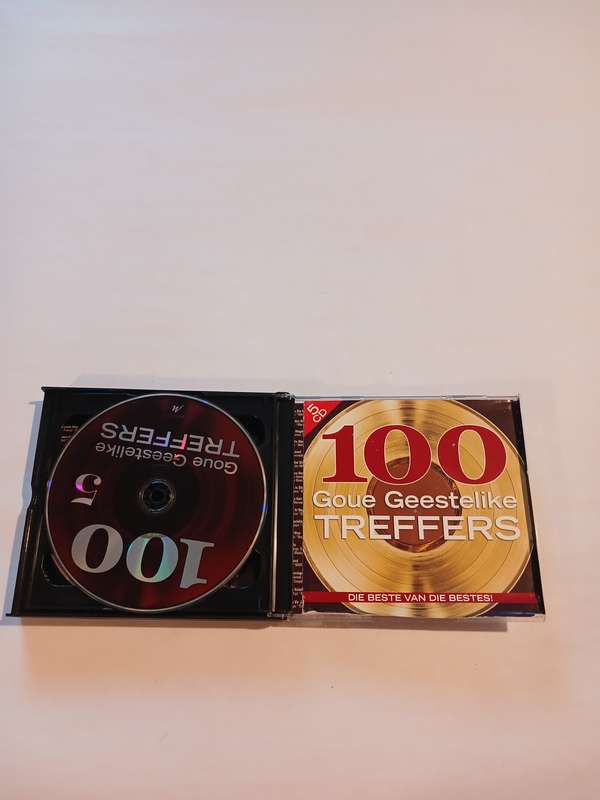 Goue Geestelike
TREFFERS
5
100
5CD
100
Goue Geestelike
TREFFERS
DIE BESTE VAN DIE BESTES!